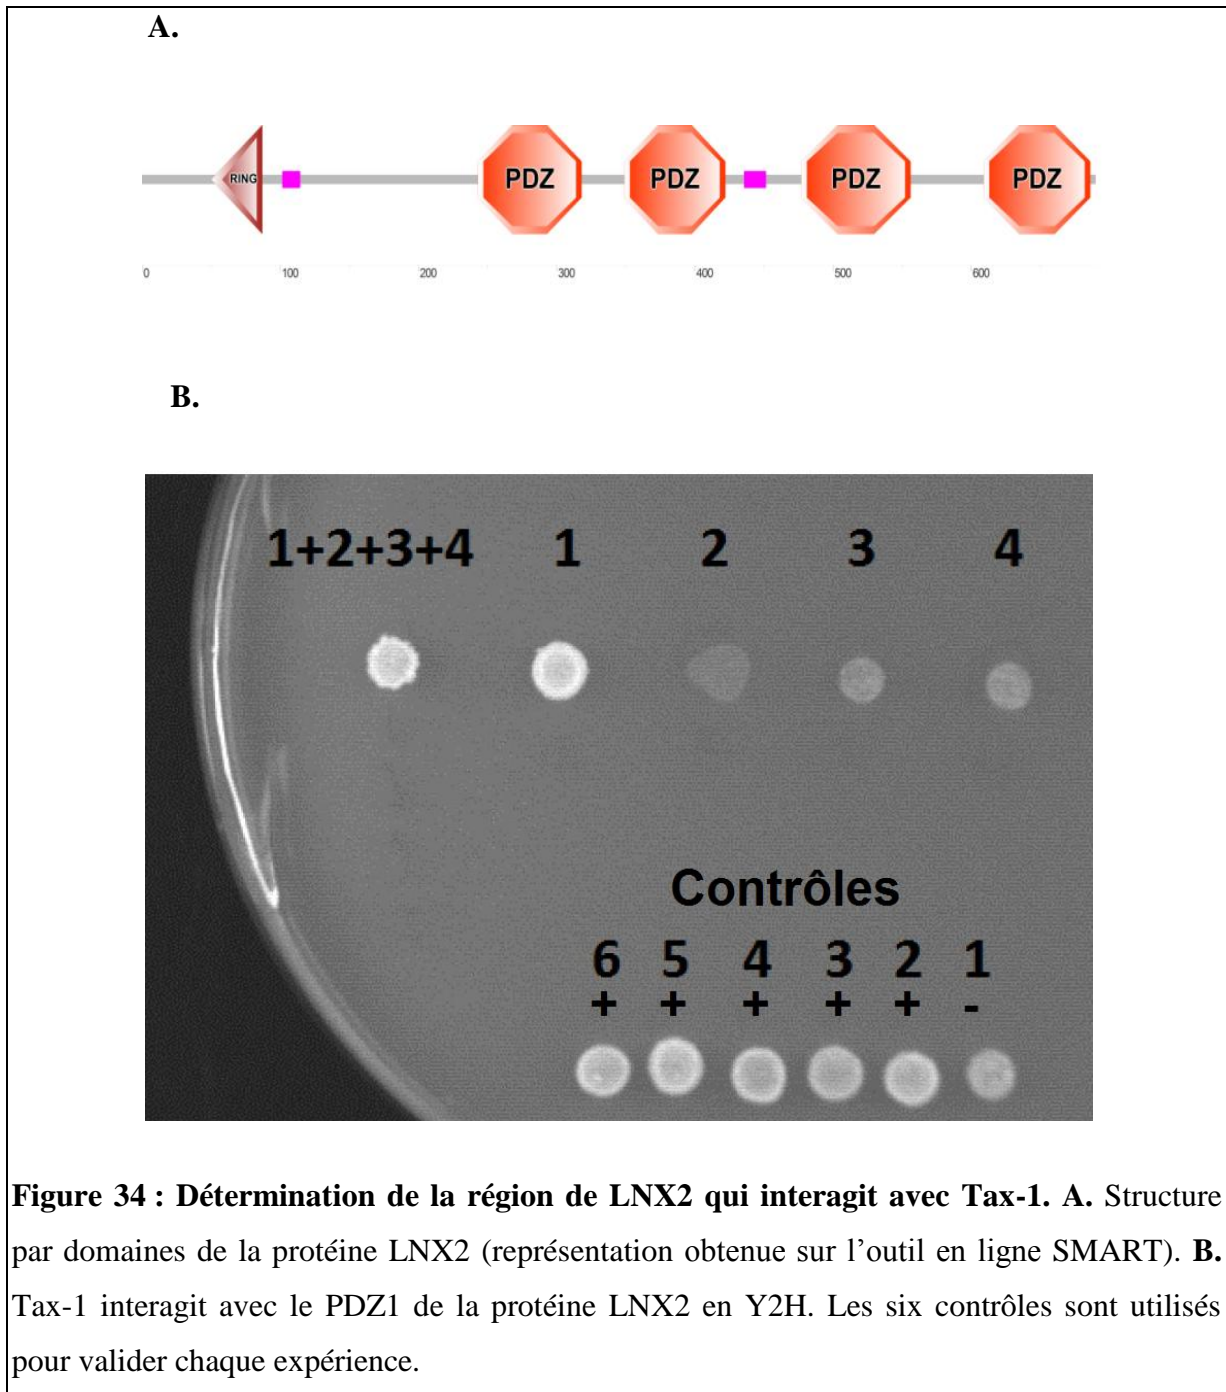 A.
RING PDZ PDZ PDZ PDZ
0 100 200 300 400 500 600
B.
1+2+3+4 1 2 3 4
Contrôles
6 5 4 3 2 1
+ + + + + -
Figure 34 : Détermination de la région de LNX2 qui interagit avec Tax-1. A. Structure
par domaines de la protéine LNX2 (représentation obtenue sur l’outil en ligne SMART). B.
Tax-1 interagit avec le PDZ1 de la protéine LNX2 en Y2H. Les six contrôles sont utilisés
pour valider chaque expérience.